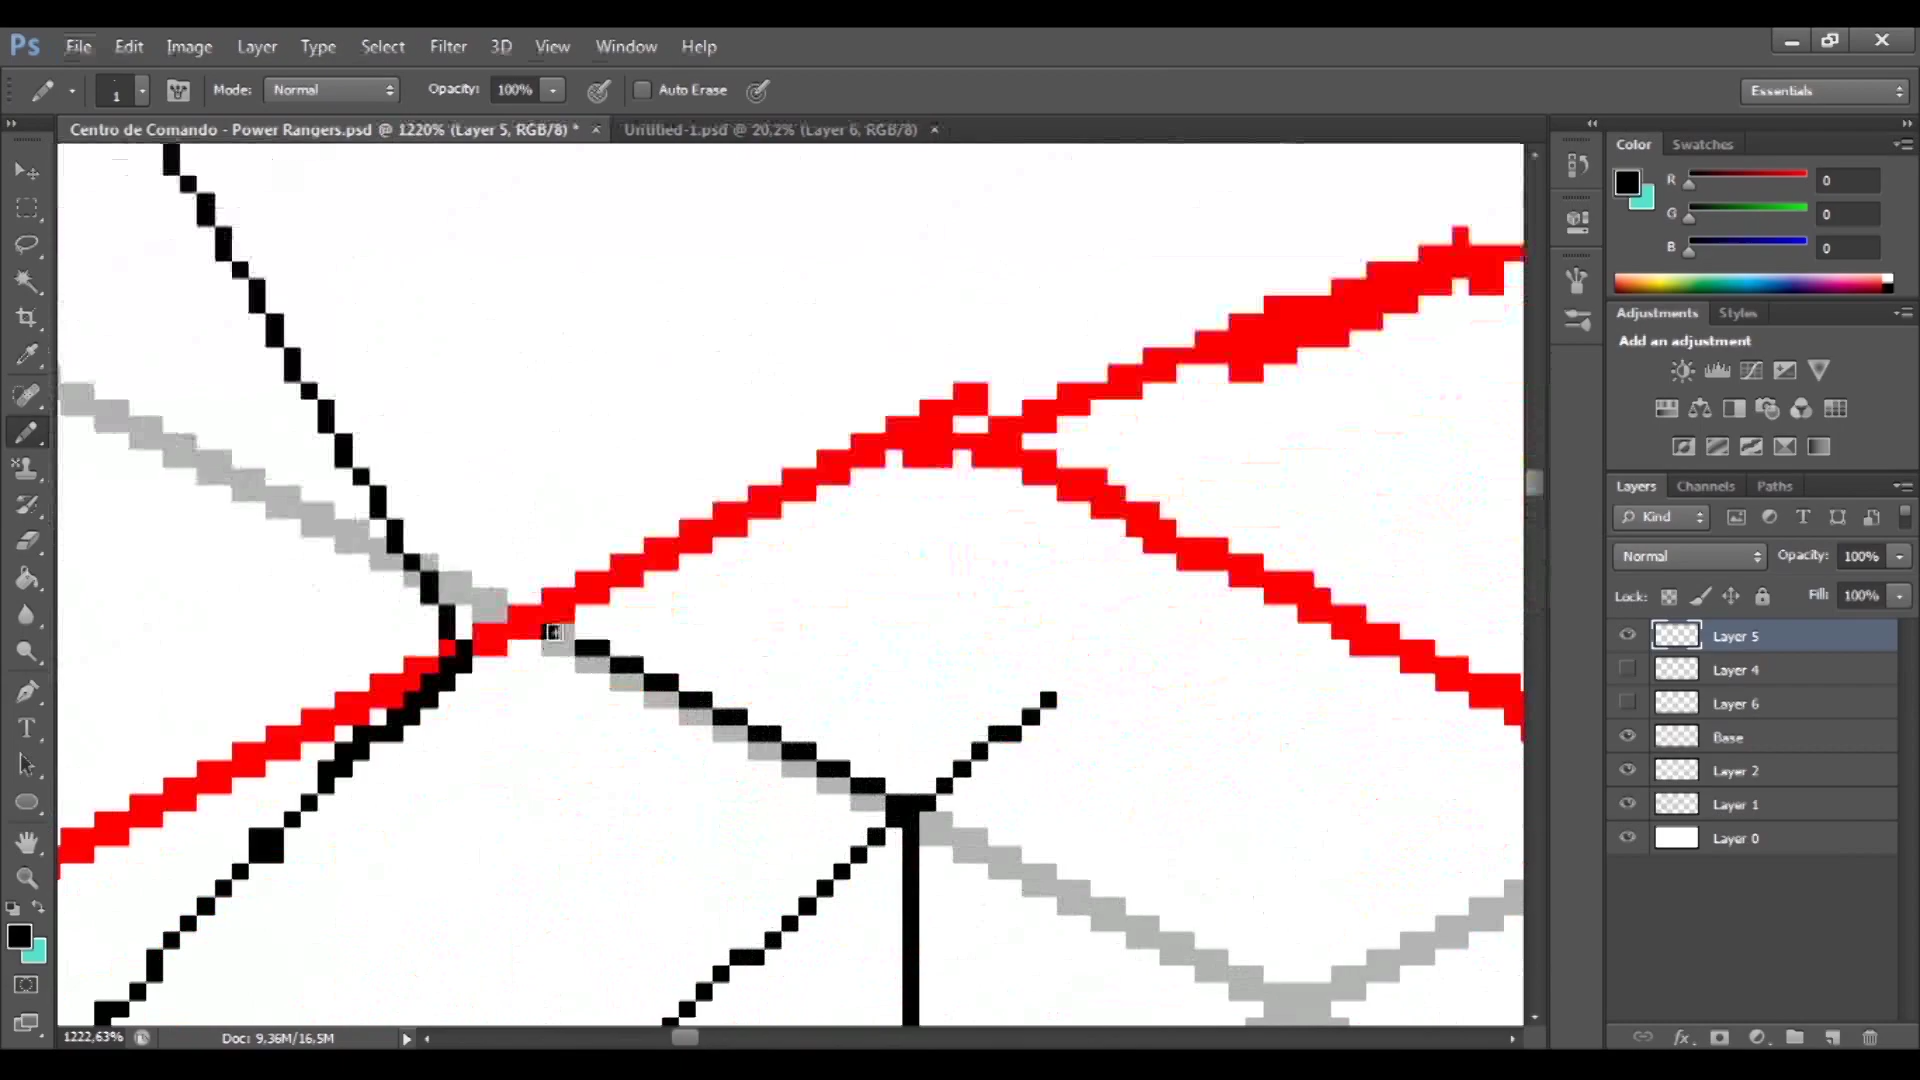 Ps File Edit Image Layer Type Select Filter 3D View Window Help
1 Mode: Normal Opacity: 100% Auto Erase Essentials
Centro de Comando - Power Rangers.psd @ 1220% (Layer 5, RGB/8) * × Untitled-1.psd @ 20,2% (Layer 6, RGB/8) ×
Color Swatches
R 0
G 0
B 0
Adjustments Styles
Add an adjustment
Layers Channels Paths
Kind
Normal Opacity: 100%
Lock: Fill: 100%
Layer 5
Layer 4
Layer 6
Base
Layer 2
Layer 1
Layer 0
1222,63% Doc: 9,36M/16,5M